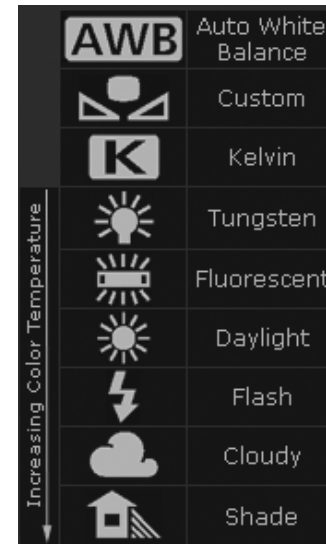 AWB
Auto White
Balance
Custom
K
Kelvin
Increasing Color Temperature
Tungsten
Fluorescent
Daylight
Flash
Cloudy
Shade